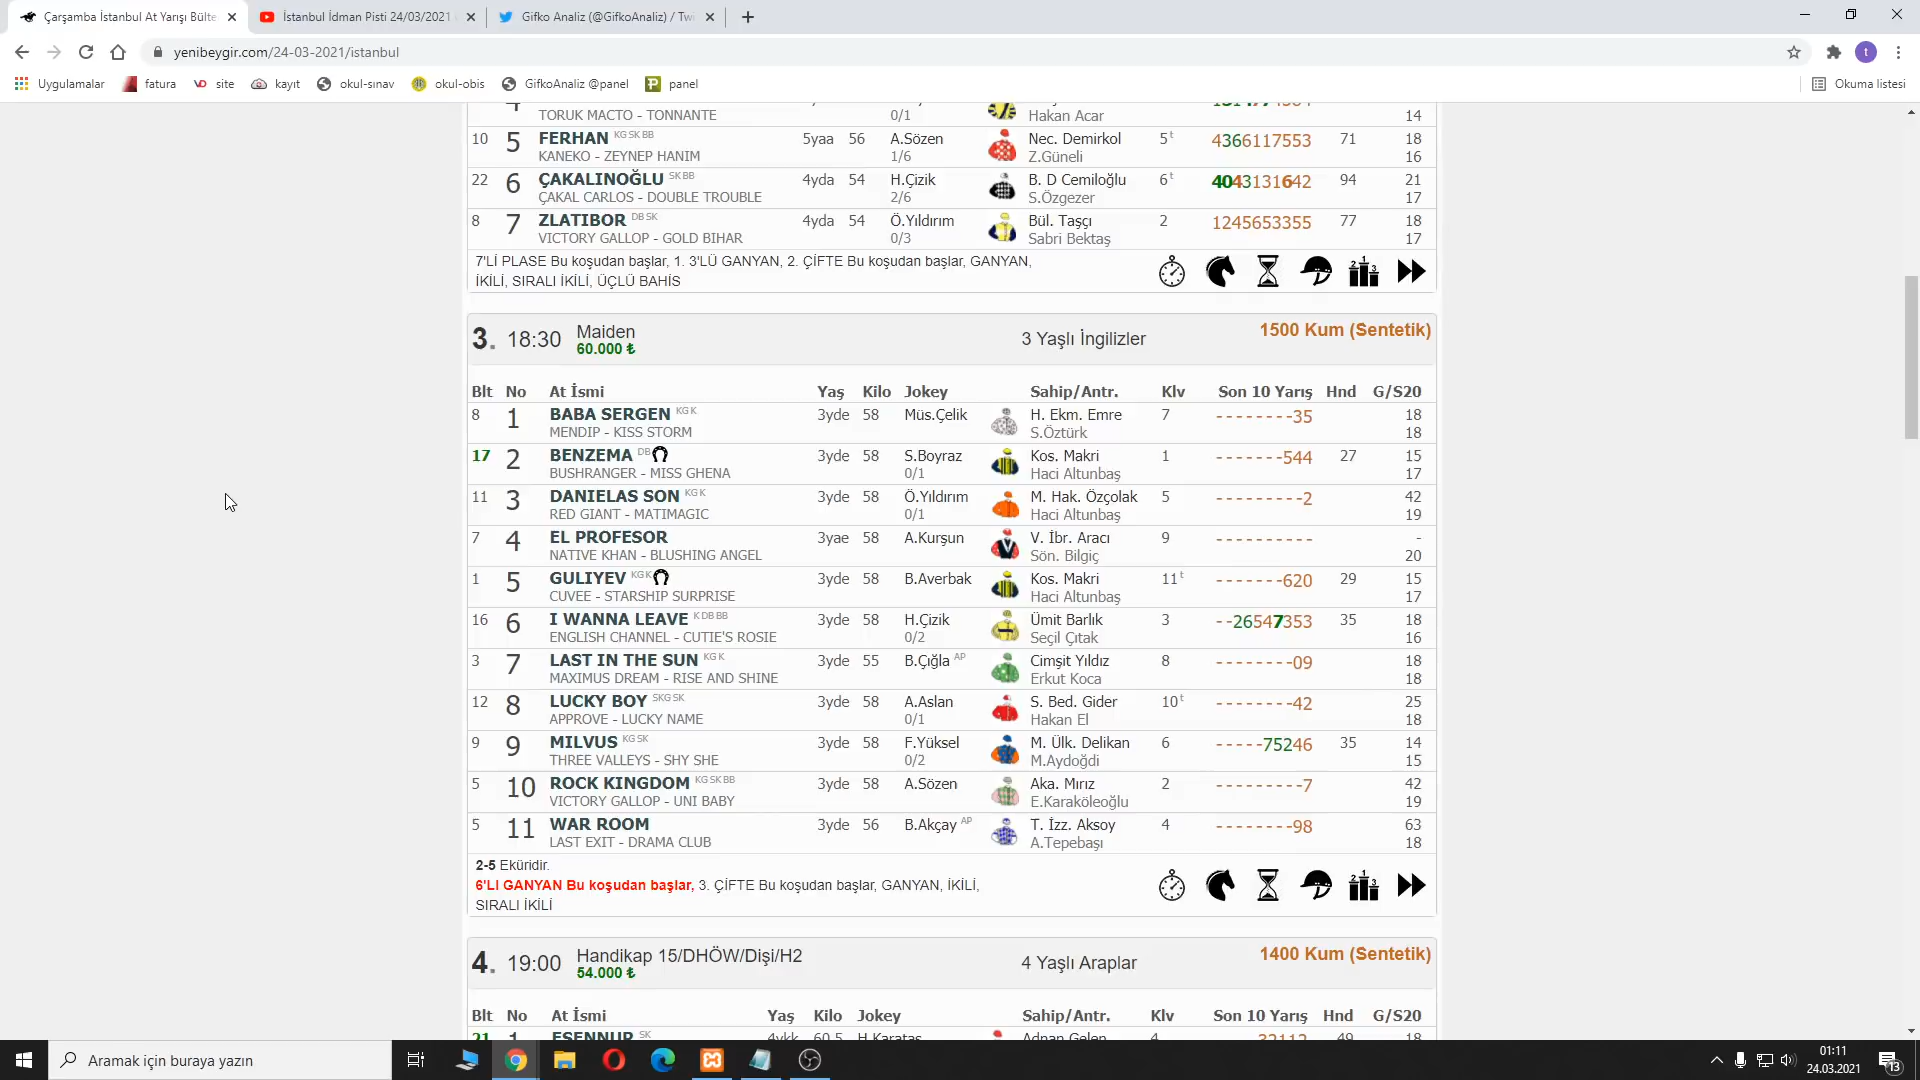 Çarşamba İstanbul At Yarışı Bülte
İstanbul İdman Pisti 24/03/2021
Gifko Analiz (@GifkoAnaliz) / Tw
yenibeygir.com/24-03-2021/istanbul
t
Uygulamalar fatura VD site kayıt okul-sınav okul-obis GifkoAnaliz @panel P panel Okuma listesi
TORUK MACTO - TONNANTE 0/1 Hakan Acar 14
10 5 FERHAN KG SK BB 5yaa 56 A.Sözen Nec. Demirkol 5 t 4366117553 71 18
KANEKO - ZEYNEP HANIM 1/6 Z.Güneli 16
22 6 ÇAKALINOĞLU SK BB 4yda 54 H.Çizik B. D Cemiloğlu 6 t 4043131642 94 21
ÇAKAL CARLOS - DOUBLE TROUBLE 2/6 S.Özgezer 17
8 7 ZLATIBOR DB SK 4yda 54 Ö.Yıldırım Bül. Taşçı 2 1245653355 77 18
VICTORY GALLOP - GOLD BIHAR 0/3 Sabri Bektaş 17
7'Lİ PLASE Bu koşudan başlar, 1. 3'LÜ GANYAN, 2. ÇİFTE Bu koşudan başlar, GANYAN,
İKİLİ, SIRALI İKİLİ, ÜÇLÜ BAHİS
3. 18:30 Maiden 3 Yaşlı İngilizler 1500 Kum (Sentetik)
60.000 ₺
Blt No At İsmi Yaş Kilo Jokey Sahip/Antr. Klv Son 10 Yarış Hnd G/S20
8 1 BABA SERGEN KG K 3yde 58 Müs.Çelik H. Ekm. Emre 7 --------35 18
MENDIP - KISS STORM S.Öztürk 18
17 2 BENZEMA DB 3yde 58 S.Boyraz Kos. Makri 1 -------544 27 15
BUSHRANGER - MISS GHENA 0/1 Haci Altunbaş 17
11 3 DANIELAS SON KG K 3yde 58 Ö.Yıldırım M. Hak. Özçolak 5 ---------2 42
RED GIANT - MATIMAGIC 0/1 Haci Altunbaş 19
7 4 EL PROFESOR 3yae 58 A.Kurşun V. İbr. Aracı 9 ---------- -
NATIVE KHAN - BLUSHING ANGEL Sön. Bilgiç 20
1 5 GULIYEV KG K 3yde 58 B.Averbak Kos. Makri 11 t -------620 29 15
CUVEE - STARSHIP SURPRISE Haci Altunbaş 17
16 6 I WANNA LEAVE K DB BB 3yde 58 H.Çizik Ümit Barlık 3 --26547353 35 18
ENGLISH CHANNEL - CUTIE'S ROSIE 0/2 Seçil Çıtak 16
3 7 LAST IN THE SUN KG K 3yde 55 B.Çığla AP Cimşit Yıldız 8 --------09 18
MAXIMUS DREAM - RISE AND SHINE Erkut Koca 18
12 8 LUCKY BOY SKG SK 3yde 58 A.Aslan S. Bed. Gider 10 t --------42 25
APPROVE - LUCKY NAME 0/1 Hakan El 18
9 9 MILVUS KG SK 3yde 58 F.Yüksel M. Ülk. Delikan 6 -----75246 35 14
THREE VALLEYS - SHY SHE 0/2 M.Aydoğdi 15
5 10 ROCK KINGDOM KG SK BB 3yde 58 A.Sözen Aka. Mırız 2 ---------7 42
VICTORY GALLOP - UNI BABY E.Karaköleoğlu 19
5 11 WAR ROOM 3yde 56 B.Akçay AP T. İzz. Aksoy 4 --------98 63
LAST EXIT - DRAMA CLUB A.Tepebaşı 18
2-5 Eküridir.
6'LI GANYAN Bu koşudan başlar, 3. ÇİFTE Bu koşudan başlar, GANYAN, İKİLİ,
SIRALI İKİLİ
4. 19:00 Handikap 15/DHÖW/Dişi/H2 4 Yaşlı Araplar 1400 Kum (Sentetik)
54.000 ₺
Blt No At İsmi Yaş Kilo Jokey Sahip/Antr. Klv Son 10 Yarış Hnd G/S20
21 1 ESENNUR SK 4ykk 60,5 H.Karataş Adnan Gelen 4 32112 49 18
Aramak için buraya yazın
01:11
24.03.2021
13